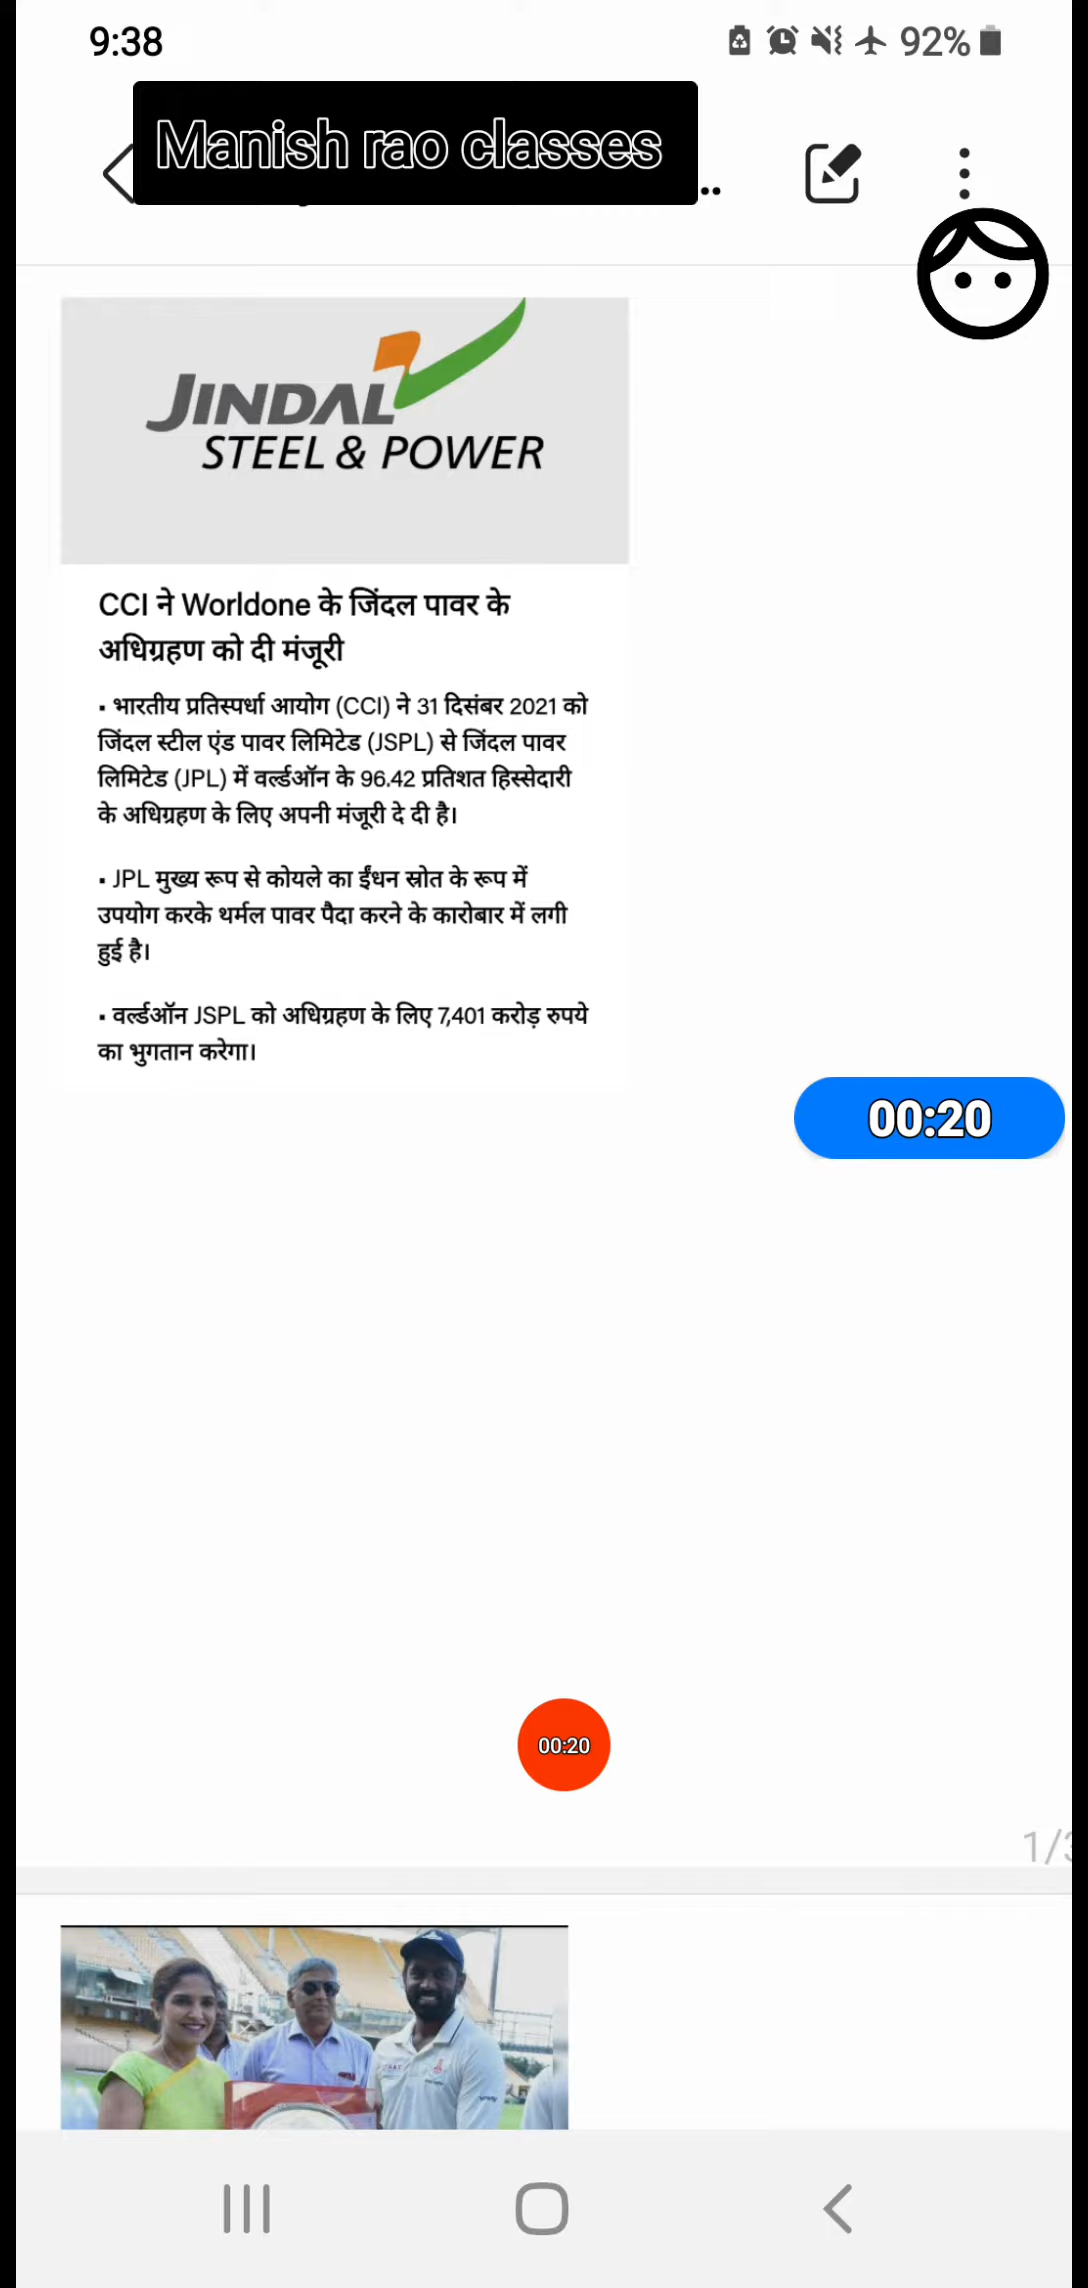 9:38
92%
Manish rao classes
..
JINDAL
STEEL & POWER
CCI ने Worldone के जिंदल पावर के
अधिग्रहण को दी मंजूरी
▪ भारतीय प्रतिस्पर्धा आयोग (CCI) ने 31 दिसंबर 2021 को
जिंदल स्टील एंड पावर लिमिटेड (JSPL) से जिंदल पावर
लिमिटेड (JPL) में वर्ल्डऑन के 96.42 प्रतिशत हिस्सेदारी
के अधिग्रहण के लिए अपनी मंजूरी दे दी है।
▪ JPL मुख्य रूप से कोयले का ईंधन स्रोत के रूप में
उपयोग करके थर्मल पावर पैदा करने के कारोबार में लगी
हुई है।
▪ वर्ल्डऑन JSPL को अधिग्रहण के लिए 7,401 करोड़ रुपये
का भुगतान करेगा।
00:20
00:20
1/3